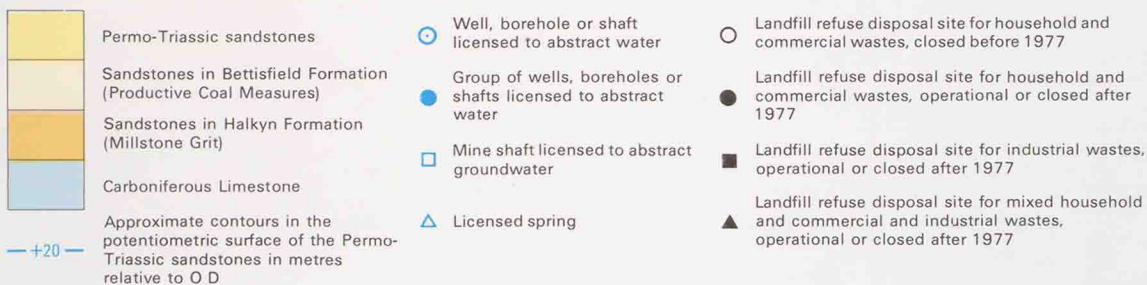 Permo-Triassic sandstones
Sandstones in Bettisfield Formation
(Productive Coal Measures)
Sandstones in Halkyn Formation
(Millstone Grit)
Carboniferous Limestone
+20
Approximate contours in the
potentiometric surface of the Permo-
Triassic sandstones in metres
relative to O D
Well, borehole or shaft
licensed to abstract water
Group of wells, boreholes or
shafts licensed to abstract
water
Mine shaft licensed to abstract
groundwater
Licensed spring
Landfill refuse disposal site for household and
commercial wastes, closed before 1977
Landfill refuse disposal site for household and
commercial wastes, operational or closed after
1977
Landfill refuse disposal site for industrial wastes,
operational or closed after 1977
Landfill refuse disposal site for mixed household
and commercial and industrial wastes,
operational or closed after 1977